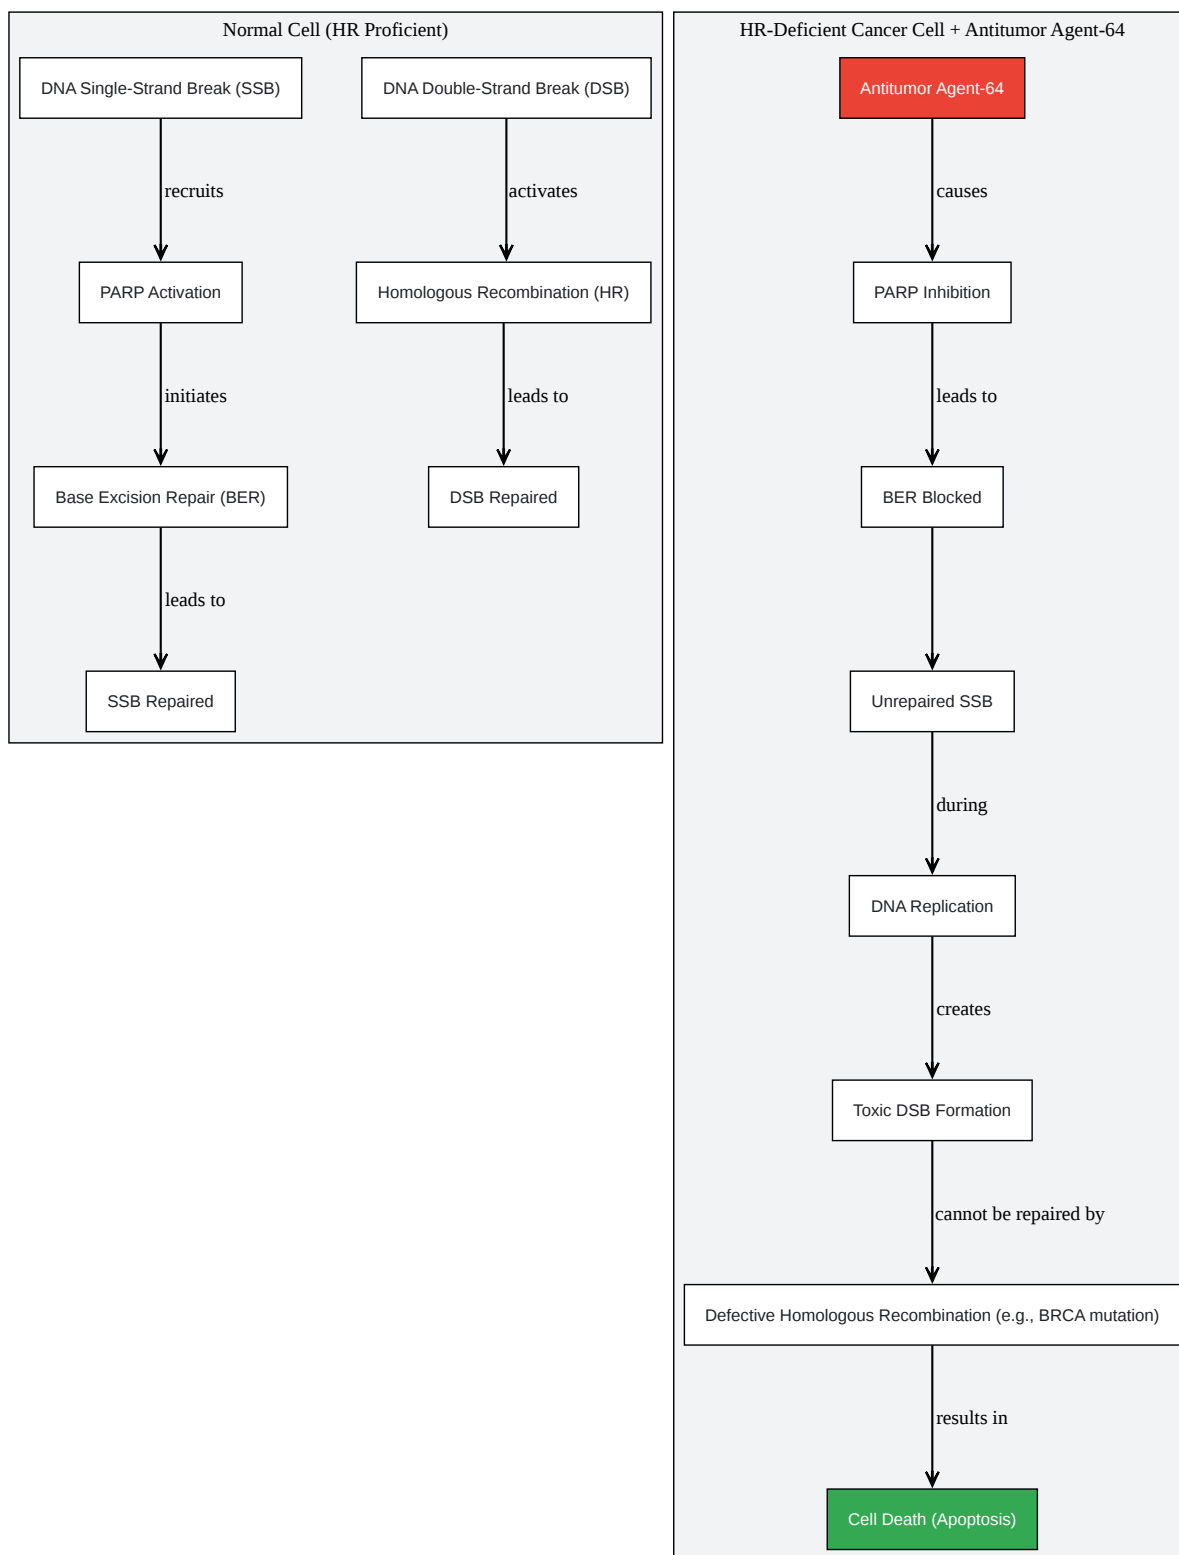 Normal Cell (HR Proficient)
DNA Single-Strand Break (SSB)
recruits
PARP Activation
initiates
Base Excision Repair (BER)
leads to
SSB Repaired
DNA Double-Strand Break (DSB)
activates
Homologous Recombination (HR)
leads to
DSB Repaired
HR-Deficient Cancer Cell + Antitumor Agent-64
Antitumor Agent-64
causes
PARP Inhibition
leads to
BER Blocked
Unrepaired SSB
during
DNA Replication
creates
Toxic DSB Formation
cannot be repaired by
Defective Homologous Recombination (e.g., BRCA mutation)
results in
Cell Death (Apoptosis)